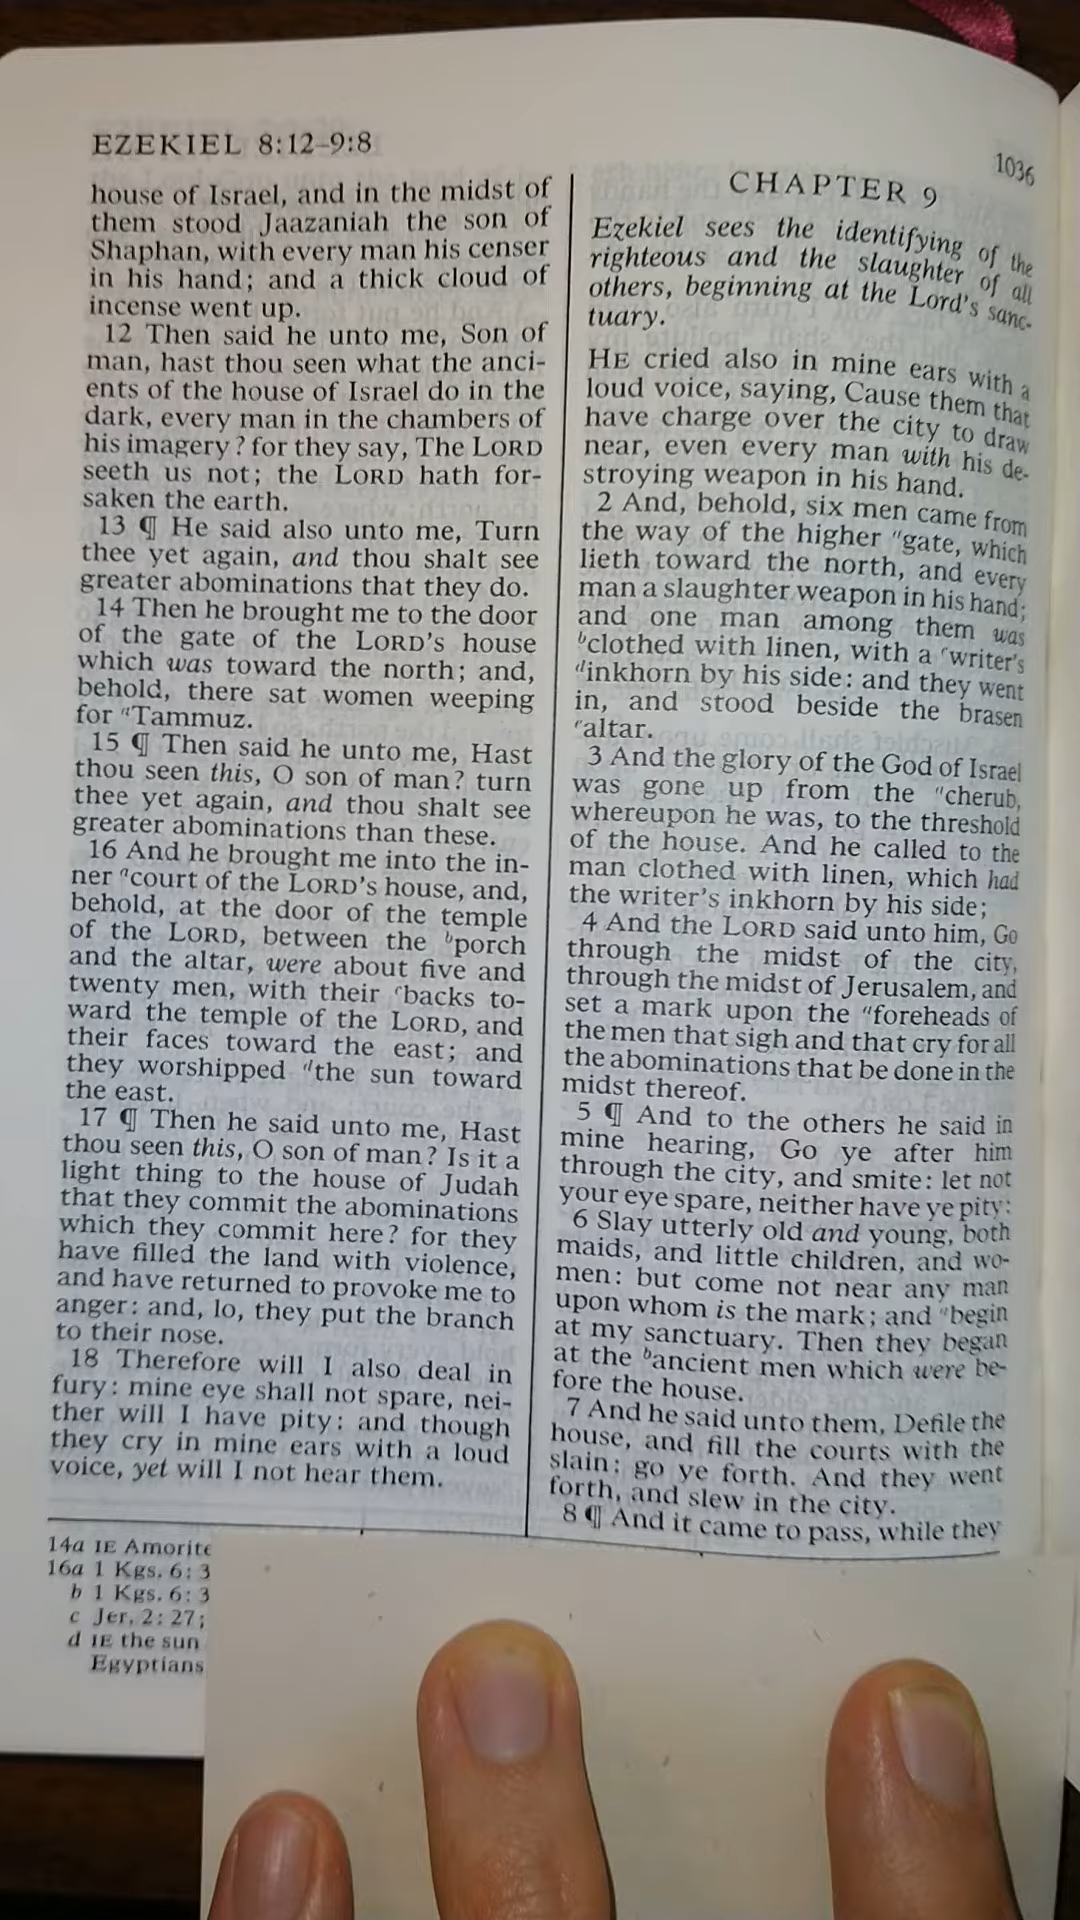 EZEKIEL 8:12–9:8
1036
house of Israel, and in the midst of
them stood Jaazaniah the son of
Shaphan, with every man his censer
in his hand; and a thick cloud of
incense went up.
12 Then said he unto me, Son of
man, hast thou seen what the anci-
ents of the house of Israel do in the
dark, every man in the chambers of
his imagery? for they say, The LORD
seeth us not; the LORD hath for-
saken the earth.
13 ¶ He said also unto me, Turn
thee yet again, and thou shalt see
greater abominations that they do.
14 Then he brought me to the door
of the gate of the LORD's house
which was toward the north; and,
behold, there sat women weeping
for aTammuz.
15 ¶ Then said he unto me, Hast
thou seen this, O son of man? turn
thee yet again, and thou shalt see
greater abominations than these.
16 And he brought me into the in-
ner acourt of the LORD's house, and,
behold, at the door of the temple
of the LORD, between the bporch
and the altar, were about five and
twenty men, with their cbacks to-
ward the temple of the LORD, and
their faces toward the east; and
they worshipped dthe sun toward
the east.
17 ¶ Then he said unto me, Hast
thou seen this, O son of man? Is it a
light thing to the house of Judah
that they commit the abominations
which they commit here? for they
have filled the land with violence,
and have returned to provoke me to
anger: and, lo, they put the branch
to their nose.
18 Therefore will I also deal in
fury: mine eye shall not spare, nei-
ther will I have pity: and though
they cry in mine ears with a loud
voice, yet will I not hear them.
14a IE Amorite
16a 1 Kgs. 6: 3
b 1 Kgs. 6: 3
c Jer. 2: 27;
d IE the sun
Egyptians
CHAPTER 9
Ezekiel sees the identifying of the
righteous and the slaughter of all
others, beginning at the Lord's sanc-
tuary.
HE cried also in mine ears with a
loud voice, saying, Cause them that
have charge over the city to draw
near, even every man with his de-
stroying weapon in his hand.
2 And, behold, six men came from
the way of the higher agate, which
lieth toward the north, and every
man a slaughter weapon in his hand;
and one man among them was
bclothed with linen, with a cwriter's
dinkhorn by his side: and they went
in, and stood beside the brasen
ealtar.
3 And the glory of the God of Israel
was gone up from the acherub,
whereupon he was, to the threshold
of the house. And he called to the
man clothed with linen, which had
the writer's inkhorn by his side;
4 And the LORD said unto him, Go
through the midst of the city,
through the midst of Jerusalem, and
set a mark upon the aforeheads of
the men that sigh and that cry for all
the abominations that be done in the
midst thereof.
5 ¶ And to the others he said in
mine hearing, Go ye after him
through the city, and smite: let not
your eye spare, neither have ye pity:
6 Slay utterly old and young, both
maids, and little children, and wo-
men: but come not near any man
upon whom is the mark; and abegin
at my sanctuary. Then they began
at the bancient men which were be-
fore the house.
7 And he said unto them, Defile the
house, and fill the courts with the
slain: go ye forth. And they went
forth, and slew in the city.
8 ¶ And it came to pass, while they